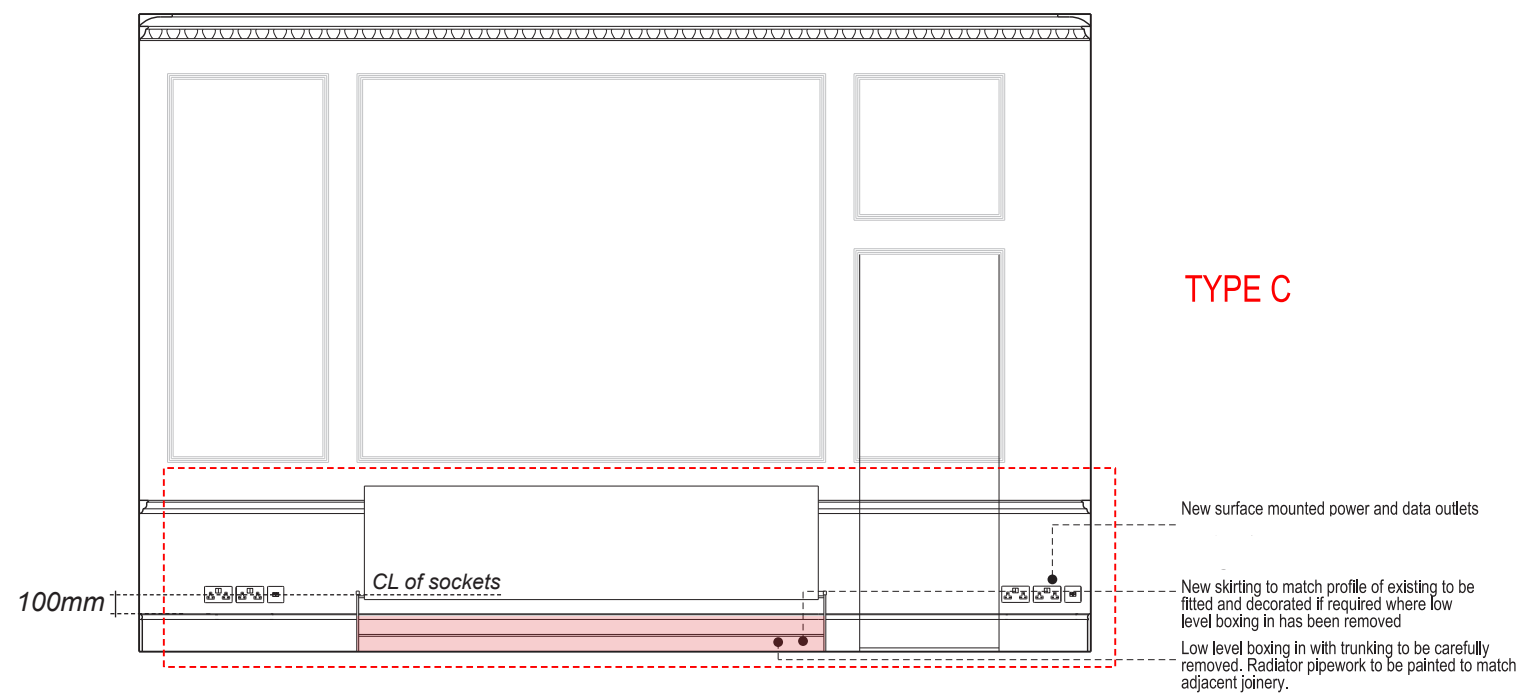 TYPE C
New surface mounted power and data outlets
CL of sockets
100mm
New skirting to match profile of existing to be
fitted and decorated if required where low
level boxing in has been removed
Low level boxing in with trunking to be carefully
removed. Radiator pipework to be painted to match
adjacent joinery.